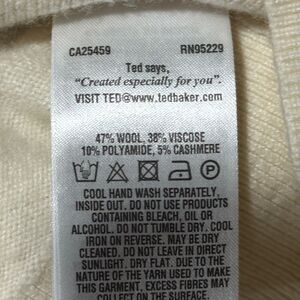 CA25459 RN95229
Ted says,
"Created especially for you".
VISIT TED@www.tedbaker.com
47% WOOL, 38% VISCOSE
10% POLYAMIDE, 5% CASHMERE
P
COOL HAND WASH SEPARATELY,
INSIDE OUT. DO NOT USE PRODUCTS
CONTAINING BLEACH, OIL OR
ALCOHOL. DO NOT TUMBLE DRY. COOL
IRON ON REVERSE. MAY BE DRY
CLEANED. DO NOT LEAVE IN DIRECT
SUNLIGHT. DRY FLAT. DUE TO THE
NATURE OF THE YARN USED TO MAKE
THIS GARMENT, EXCESS FIBRES MAY
COLLECT ON THE SURFACE